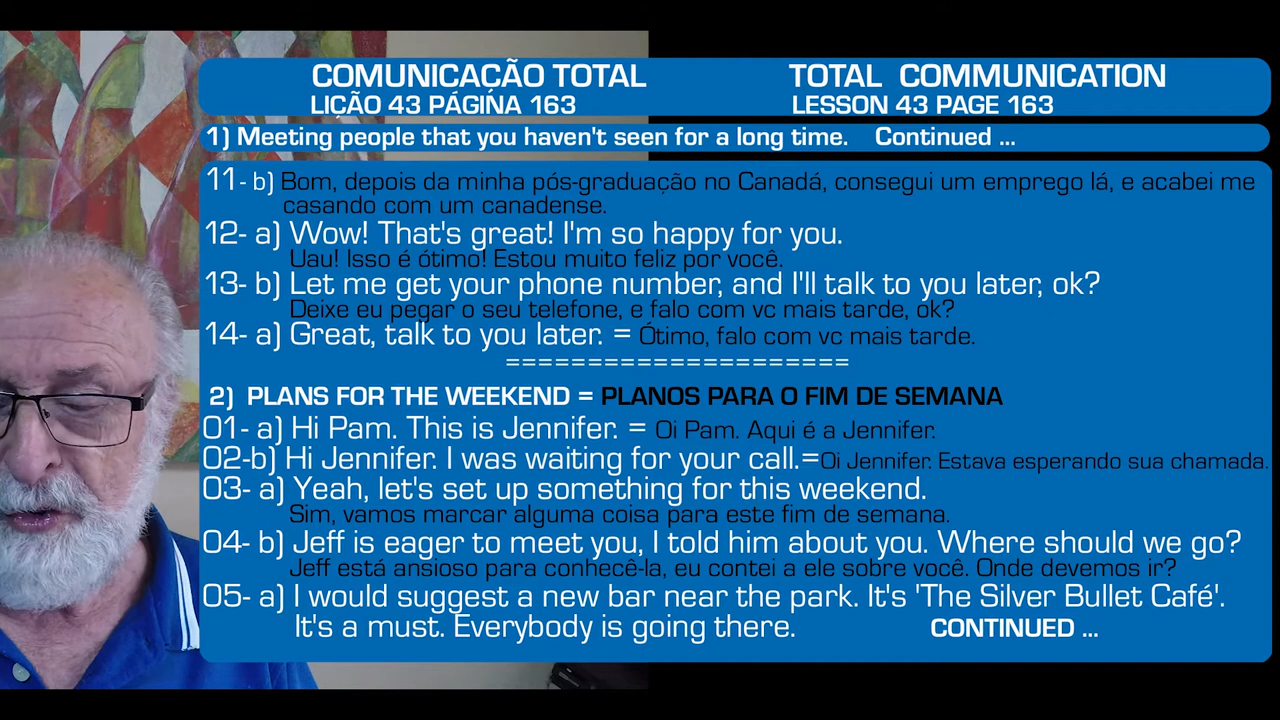 COMUNICAÇÃO TOTAL TOTAL COMMUNICATION
LIÇÃO 43 PÁGINA 163 LESSON 43 PAGE 163
1) Meeting people that you haven't seen for a long time. Continued ...
11- b) Bom, depois da minha pós-graduação no Canadá, consegui um emprego lá, e acabei me
casando com um canadense.
12- a) Wow! That's great! I'm so happy for you.
Uau! Isso é ótimo! Estou muito feliz por você.
13- b) Let me get your phone number, and I'll talk to you later, ok?
Deixe eu pegar o seu telefone, e falo com vc mais tarde, ok?
14- a) Great, talk to you later. = Ótimo, falo com vc mais tarde.
=====================
2) PLANS FOR THE WEEKEND = PLANOS PARA O FIM DE SEMANA
01- a) Hi Pam. This is Jennifer. = Oi Pam. Aqui é a Jennifer.
02-b) Hi Jennifer. I was waiting for your call.=Oi Jennifer. Estava esperando sua chamada.
03- a) Yeah, let's set up something for this weekend.
Sim, vamos marcar alguma coisa para este fim de semana.
04- b) Jeff is eager to meet you, I told him about you. Where should we go?
Jeff está ansioso para conhecê-la, eu contei a ele sobre você. Onde devemos ir?
05- a) I would suggest a new bar near the park. It's 'The Silver Bullet Café'.
It's a must. Everybody is going there. CONTINUED ...